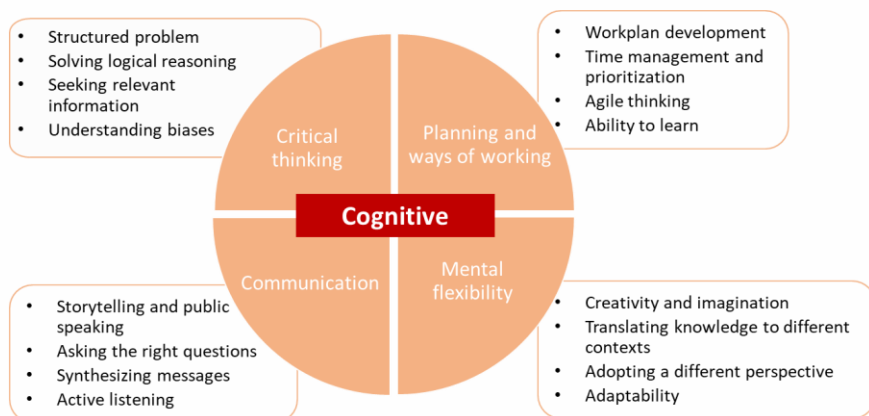 • Structured problem
• Solving logical reasoning
• Seeking relevant
information
• Understanding biases
• Workplan development
• Time management and
prioritization
• Agile thinking
• Ability to learn
Critical
thinking
Planning and
ways of working
Cognitive
Communication
Mental
flexibility
• Storytelling and public
speaking
• Asking the right questions
• Synthesizing messages
• Active listening
• Creativity and imagination
• Translating knowledge to different
contexts
• Adopting a different perspective
• Adaptability